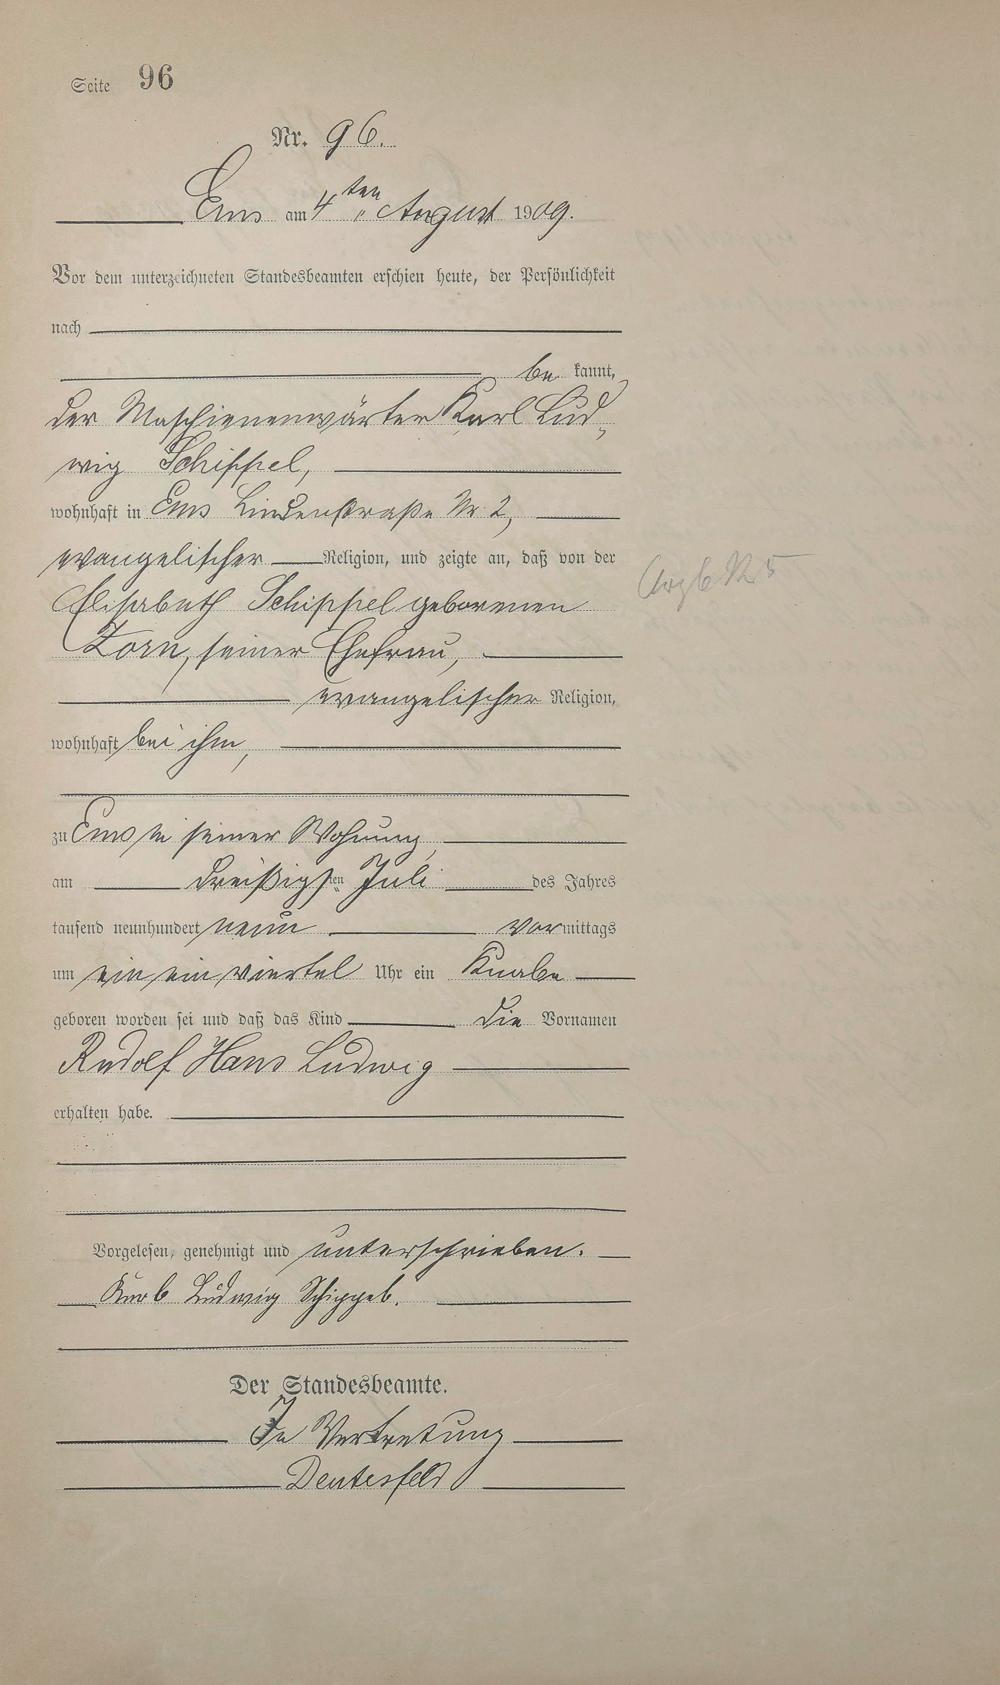 Seite 96
Nr. 96.
Ems am 4ten August 1909.
Vor dem unterzeichneten Standesbeamten erschien heute, der Persönlichkeit
nach
be kannt,
der Maschienenwärter Karl Lud-
wig Schippel,
wohnhaft in Ems Lindenstraße Nr 2,
evangelischer Religion, und zeigte an, daß von der
Elisabeth Schippel geborenen
Zorn, seiner Ehefrau,
evangelischer Religion,
wohnhaft bei ihm,
zu Ems in seiner Wohnung,
am dreißigsten Juli des Jahres
tausend neunhundert neun vormittags
um ein ein viertel Uhr ein Knabe
geboren worden sei und daß das Kind die Vornamen
Rudolf Hans Ludwig
erhalten habe.
Vorgelesen, genehmigt und unterschrieben.
Karl Ludwig Schippel.
Der Standesbeamte.
In Vertretung